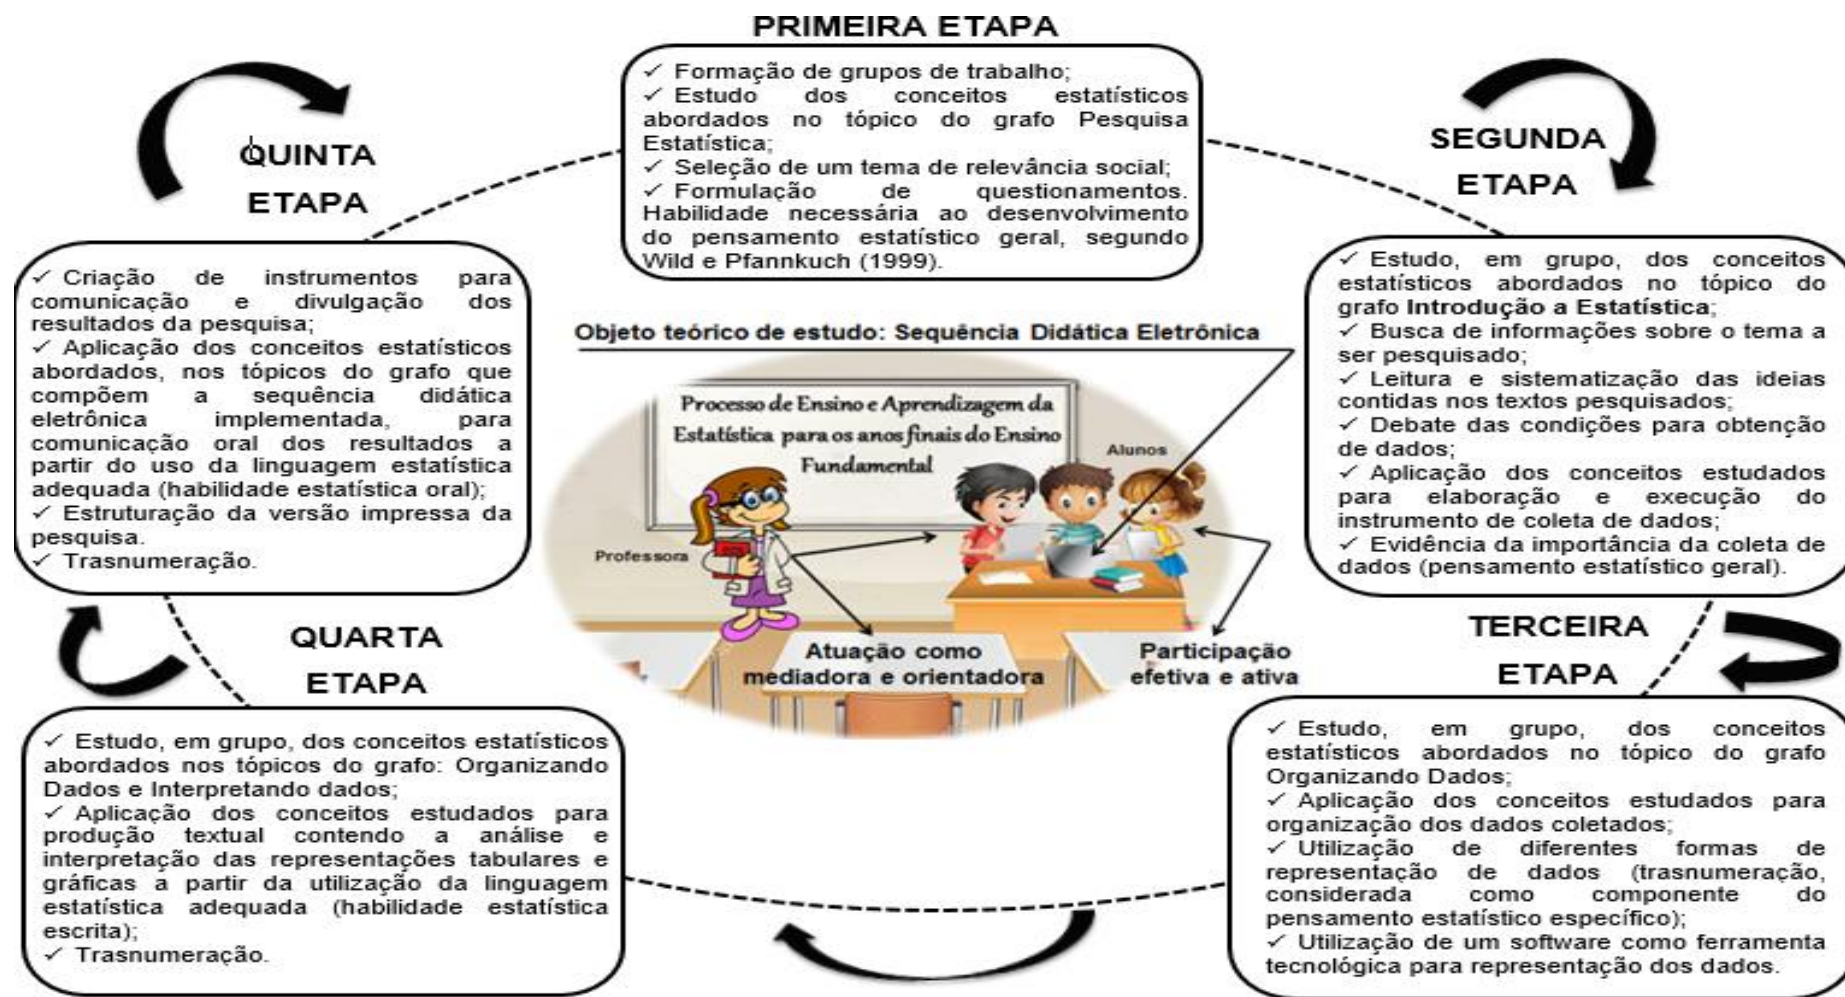 PRIMEIRA ETAPA
✓ Formação de grupos de trabalho;
✓ Estudo dos conceitos estatísticos
abordados no tópico do grafo Pesquisa
Estatística;
✓ Seleção de um tema de relevância social;
✓ Formulação de questionamentos.
Habilidade necessária ao desenvolvimento
do pensamento estatístico geral, segundo
Wild e Pfannkuch (1999).
SEGUNDA
ETAPA
✓ Estudo, em grupo, dos conceitos
estatísticos abordados no tópico do
grafo Introdução a Estatística;
✓ Busca de informações sobre o tema a
ser pesquisado;
✓ Leitura e sistematização das ideias
contidas nos textos pesquisados;
✓ Debate das condições para obtenção
de dados;
✓ Aplicação dos conceitos estudados
para elaboração e execução do
instrumento de coleta de dados;
✓ Evidência da importância da coleta de
dados (pensamento estatístico geral).
TERCEIRA
ETAPA
✓ Estudo, em grupo, dos conceitos
estatísticos abordados no tópico do grafo
Organizando Dados;
✓ Aplicação dos conceitos estudados para
organização dos dados coletados;
✓ Utilização de diferentes formas de
representação de dados (trasnumeração,
considerada como componente do
pensamento estatístico específico);
✓ Utilização de um software como ferramenta
tecnológica para representação dos dados.
QUARTA
ETAPA
✓ Estudo, em grupo, dos conceitos estatísticos
abordados nos tópicos do grafo: Organizando
Dados e Interpretando dados;
✓ Aplicação dos conceitos estudados para
produção textual contendo a análise e
interpretação das representações tabulares e
gráficas a partir da utilização da linguagem
estatística adequada (habilidade estatística
escrita);
✓ Trasnumeração.
QUINTA
ETAPA
✓ Criação de instrumentos para
comunicação e divulgação dos
resultados da pesquisa;
✓ Aplicação dos conceitos estatísticos
abordados, nos tópicos do grafo que
compõem a sequência didática
eletrônica implementada, para
comunicação oral dos resultados a
partir do uso da linguagem estatística
adequada (habilidade estatística oral);
✓ Estruturação da versão impressa da
pesquisa.
✓ Trasnumeração.
Objeto teórico de estudo: Sequência Didática Eletrônica
Processo de Ensino e Aprendizagem da
Estatística para os anos finais do Ensino
Fundamental
Alunos
Professora
Atuação como
mediadora e orientadora
Participação
efetiva e ativa